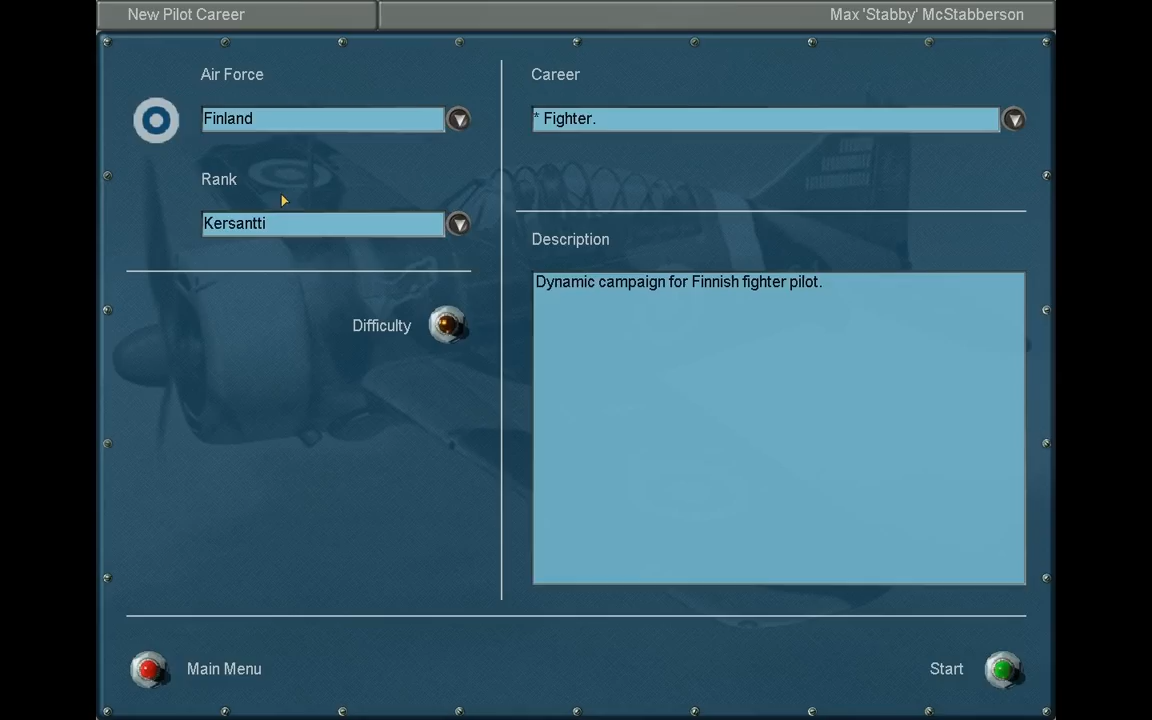 New Pilot Career
Max 'Stabby' McStabberson
Air Force
Finland
Rank
Kersantti
Difficulty
Career
* Fighter.
Description
Dynamic campaign for Finnish fighter pilot.
Main Menu
Start